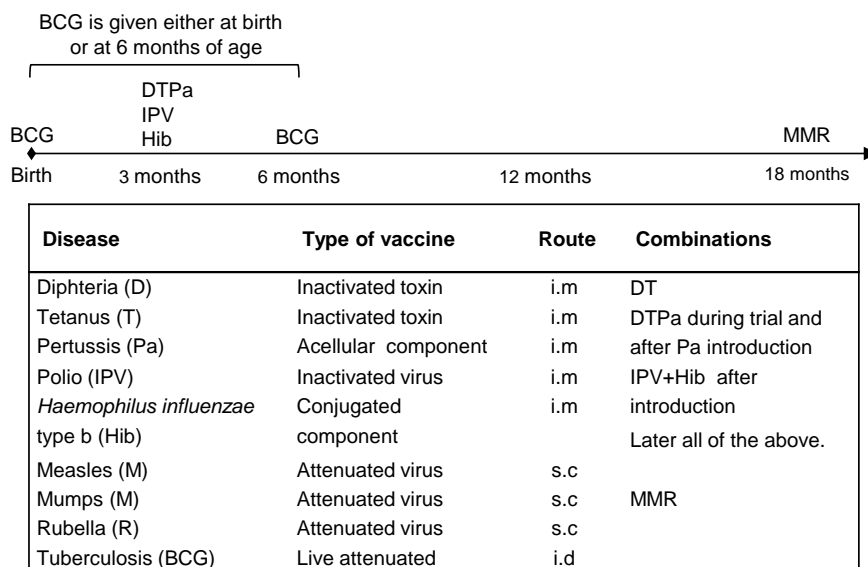 BCG is given either at birth
or at 6 months of age
DTPa
IPV
BCG Hib BCG MMR
Birth 3 months 6 months 12 months 18 months
Disease Type of vaccine Route Combinations
Diphteria (D) Inactivated toxin i.m DT
Tetanus (T) Inactivated toxin i.m DTPa during trial and
Pertussis (Pa) Acellular component i.m after Pa introduction
Polio (IPV) Inactivated virus i.m IPV+Hib after
Haemophilus influenzae Conjugated i.m introduction
type b (Hib) component Later all of the above.
Measles (M) Attenuated virus s.c
Mumps (M) Attenuated virus s.c MMR
Rubella (R) Attenuated virus s.c
Tuberculosis (BCG) Live attenuated i.d